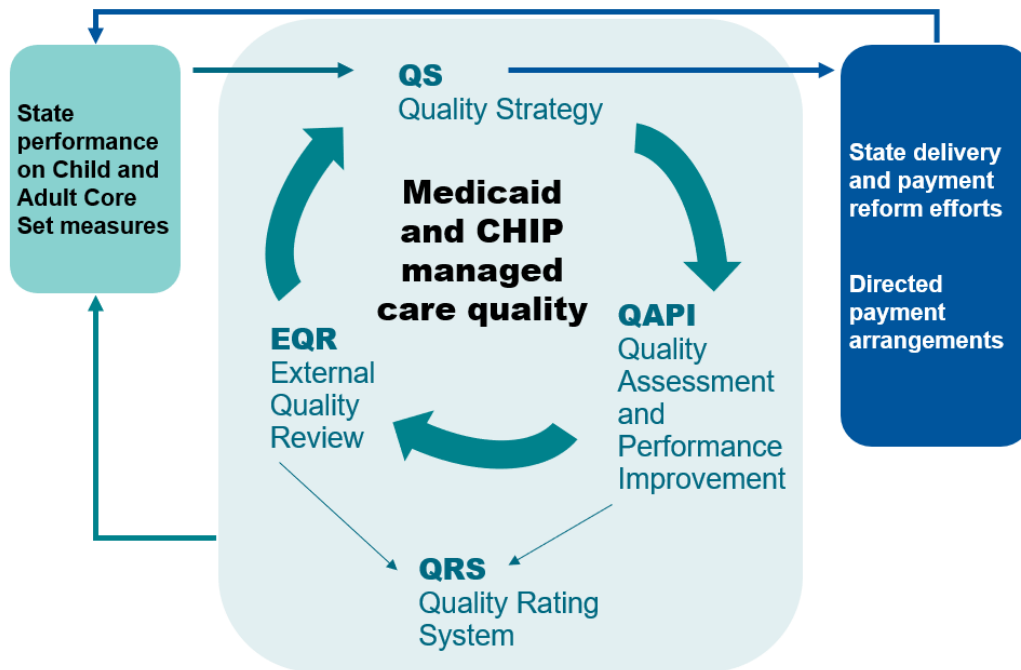 State
performance
on Child and
Adult Core
Set measures
QS
Quality Strategy
Medicaid
and CHIP
managed
care quality
EQR
External
Quality
Review
QAPI
Quality
Assessment
and
Performance
Improvement
QRS
Quality Rating
System
State delivery
and payment
reform efforts
Directed
payment
arrangements